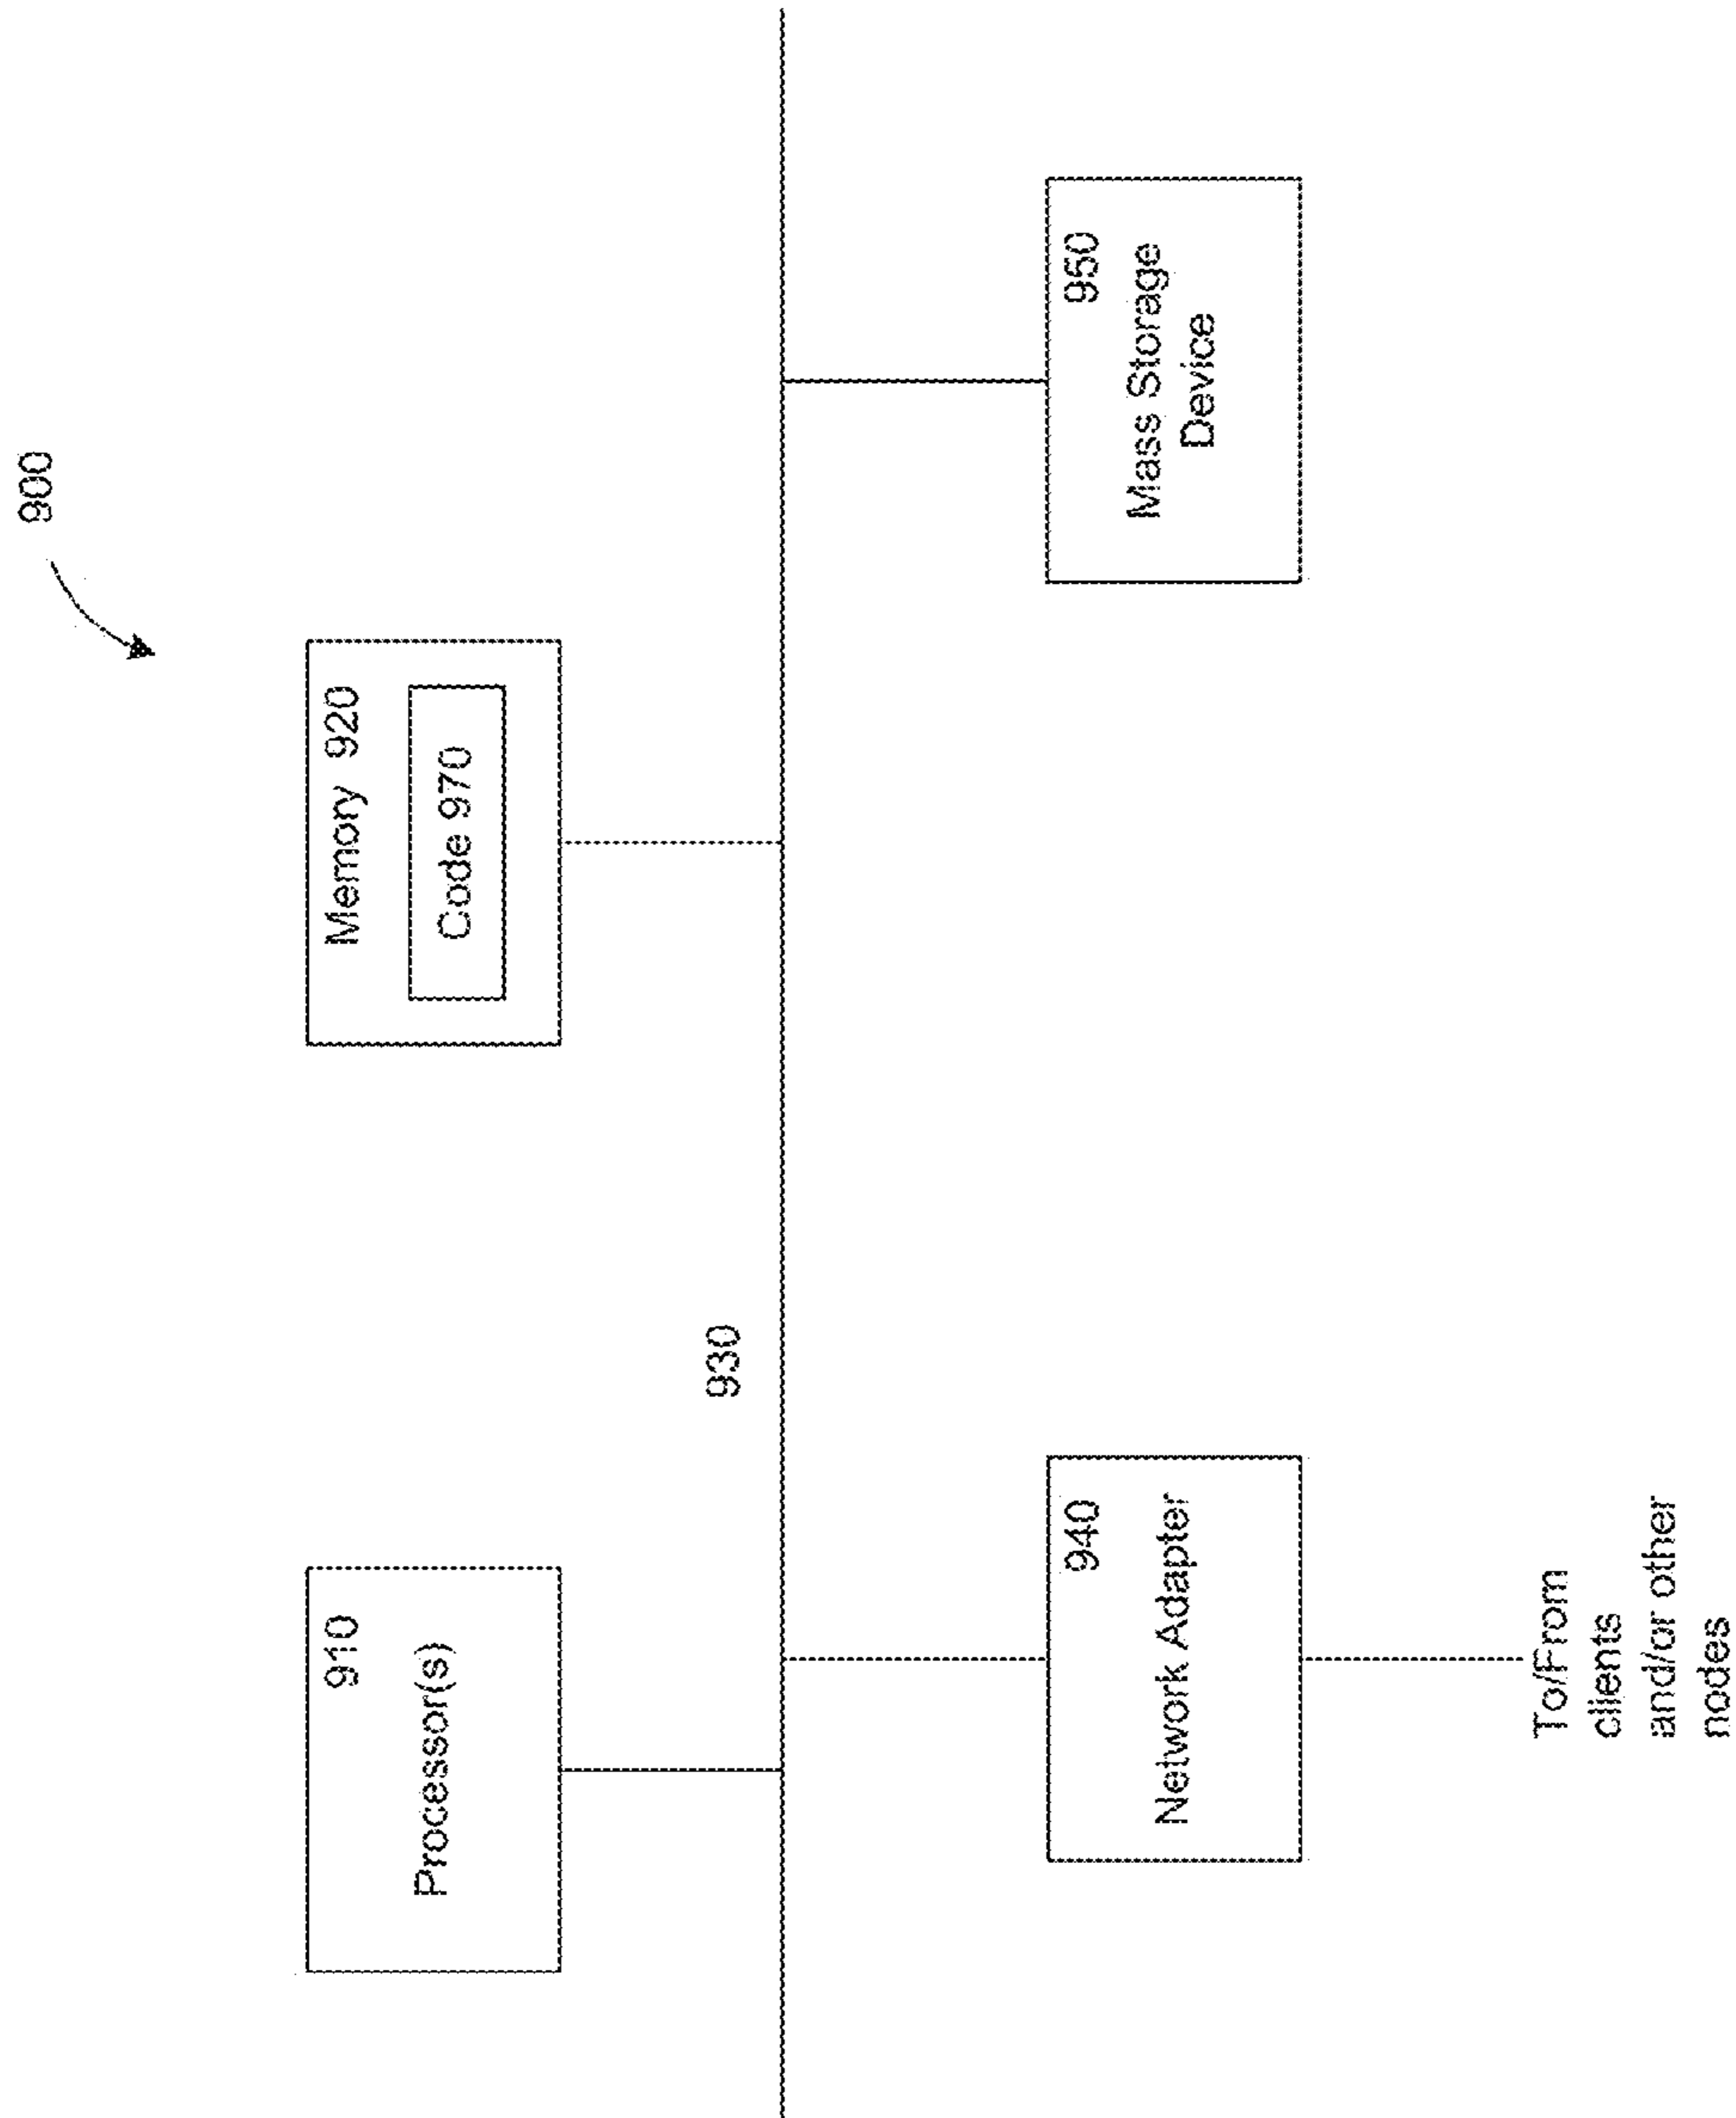 900
910
Processor(s)
Memory 920
Code 970
930
940
Network Adapter
950
Mass Storage
Device
To/From
clients
and/or other
nodes